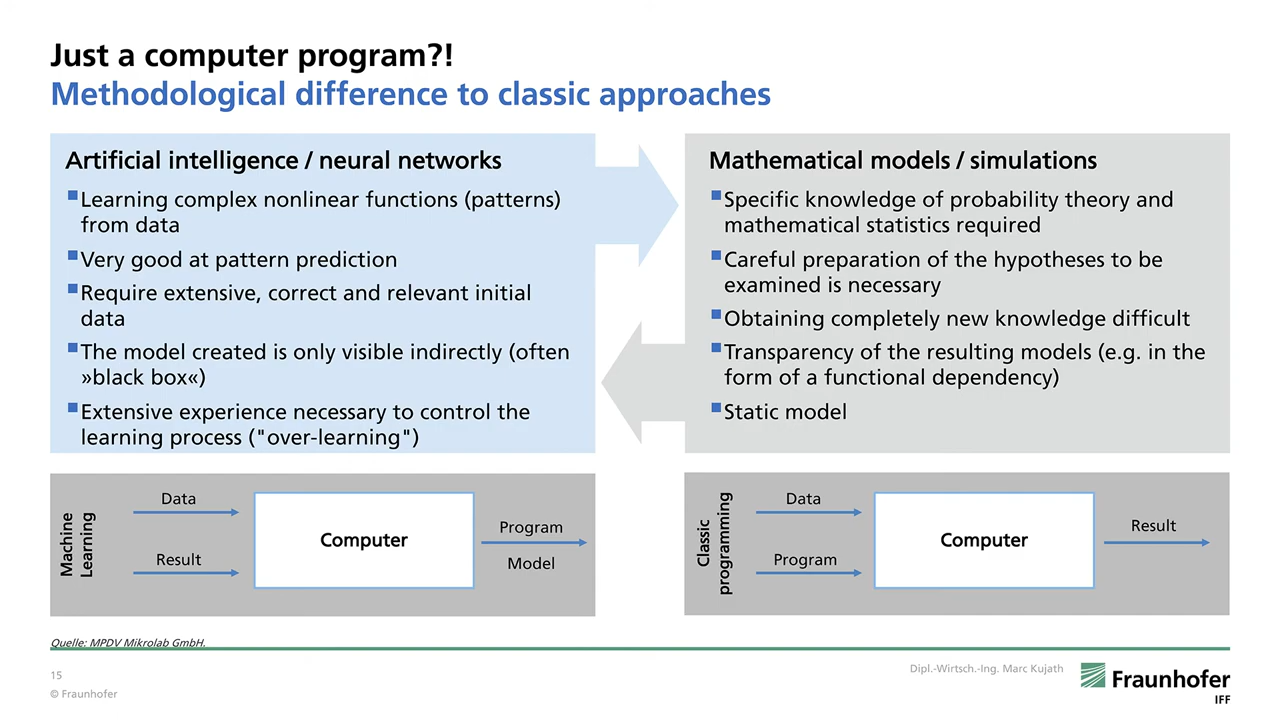 Just a computer program?!
Methodological difference to classic approaches
Artificial intelligence / neural networks
Learning complex nonlinear functions (patterns)
from data
Very good at pattern prediction
Require extensive, correct and relevant initial
data
The model created is only visible indirectly (often
»black box«)
Extensive experience necessary to control the
learning process ("over-learning")
Mathematical models / simulations
Specific knowledge of probability theory and
mathematical statistics required
Careful preparation of the hypotheses to be
examined is necessary
Obtaining completely new knowledge difficult
Transparency of the resulting models (e.g. in the
form of a functional dependency)
Static model
Machine
Learning
Data
Result
Computer
Program
Model
Classic
programming
Data
Program
Computer
Result
Quelle: MPDV Mikrolab GmbH.
15
© Fraunhofer
Dipl.-Wirtsch.-Ing. Marc Kujath
Fraunhofer
IFF